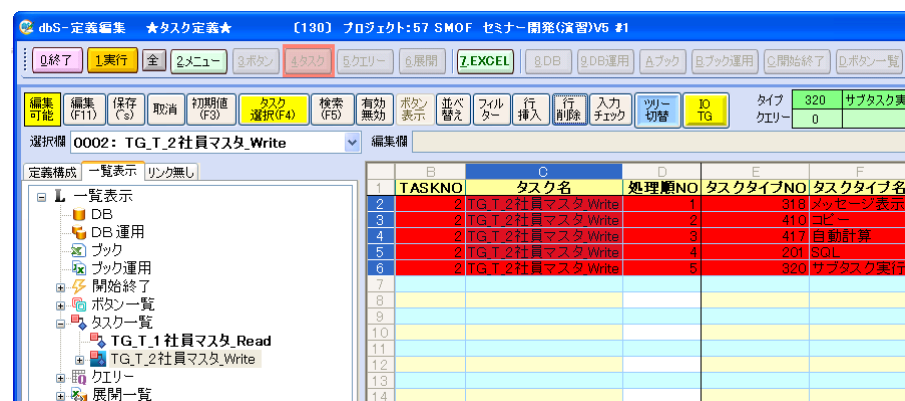 dbS-定義編集 ★タスク定義★ (130) プロジェクト:57 SMOF セミナー開発(演習)V5 #1
0.終了 1.実行 全 2.メニュー 3.ボタン 4.タスク 5.クエリー 6.展開 7.EXCEL 8.DB 9.DB運用 A.ブック B.ブック運用 C.開始終了 D.ボタン一覧
編集可能 編集(F11) 保存(^s) 取消 初期値(F3) タスク選択(F4) 検索(F5) 有効無効 ボタン表示 並べ替え フィルター 行挿入 行削除 入力チェック ツリー切替 IOTG タイプ 320 サブタスク実
クエリー 0
選択欄 0002: TG_T_2社員マスタ_Write 編集欄
定義構成 一覧表示 リンク無し
B C D E F
1 TASKNO タスク名 処理順NO タスクタイプNO タスクタイプ名
2 2 TG_T_2社員マスタ_Write 1 318 メッセージ表示
3 2 TG_T_2社員マスタ_Write 2 410 コピー
4 2 TG_T_2社員マスタ_Write 3 417 自動計算
5 2 TG_T_2社員マスタ_Write 4 201 SQL
6 2 TG_T_2社員マスタ_Write 5 320 サブタスク実行
7
8
9
10
11
12
13
14
L 一覧表示
DB
DB運用
ブック
ブック運用
開始終了
ボタン一覧
タスク一覧
TG_T_1社員マスタ_Read
TG_T_2社員マスタ_Write
クエリー
展開一覧